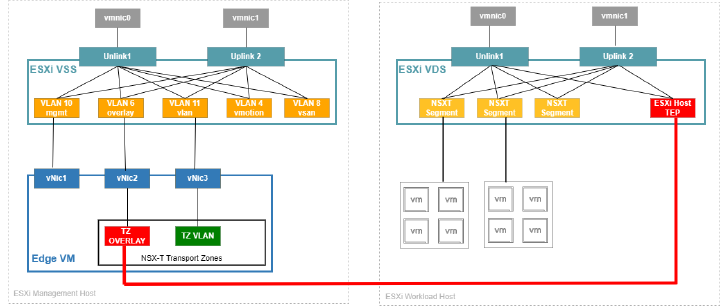 vmnic0
vmnic1
Unlink1
Uplink 2
ESXi VSS
VLAN 10
mgmt
VLAN 6
overlay
VLAN 11
vlan
VLAN 4
vmotion
VLAN 8
vsan
vNic1
vNic2
vNic3
TZ
OVERLAY
TZ VLAN
NSX-T Transport Zones
Edge VM
ESXi Management Host
vmnic0
vmnic1
Unlink1
Uplink 2
ESXi VDS
NSXT
Segment
NSXT
Segment
NSXT
Segment
ESXi Host
TEP
vm
vm
vm
vm
vm
vm
vm
vm
ESXi Workload Host